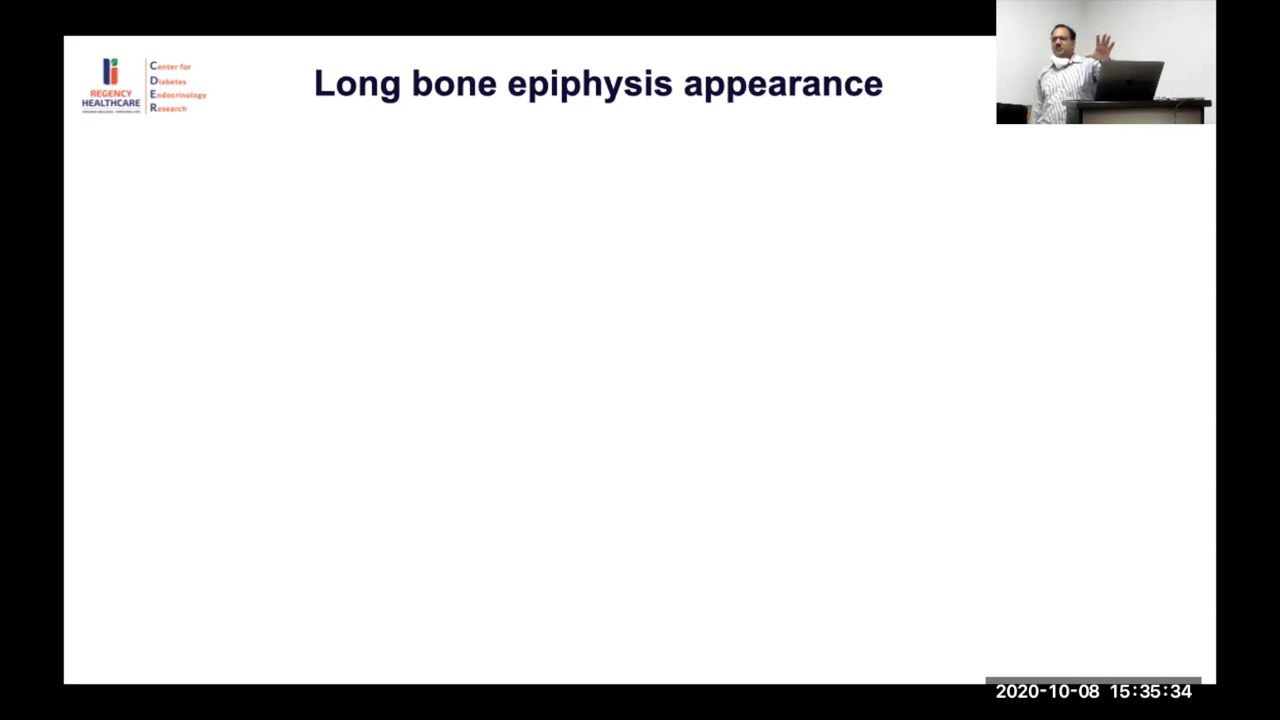 REGENCY
HEALTHCARE
Center for
Diabetes
Endocrinology
Research
Long bone epiphysis appearance
2020-10-08 15:35:34